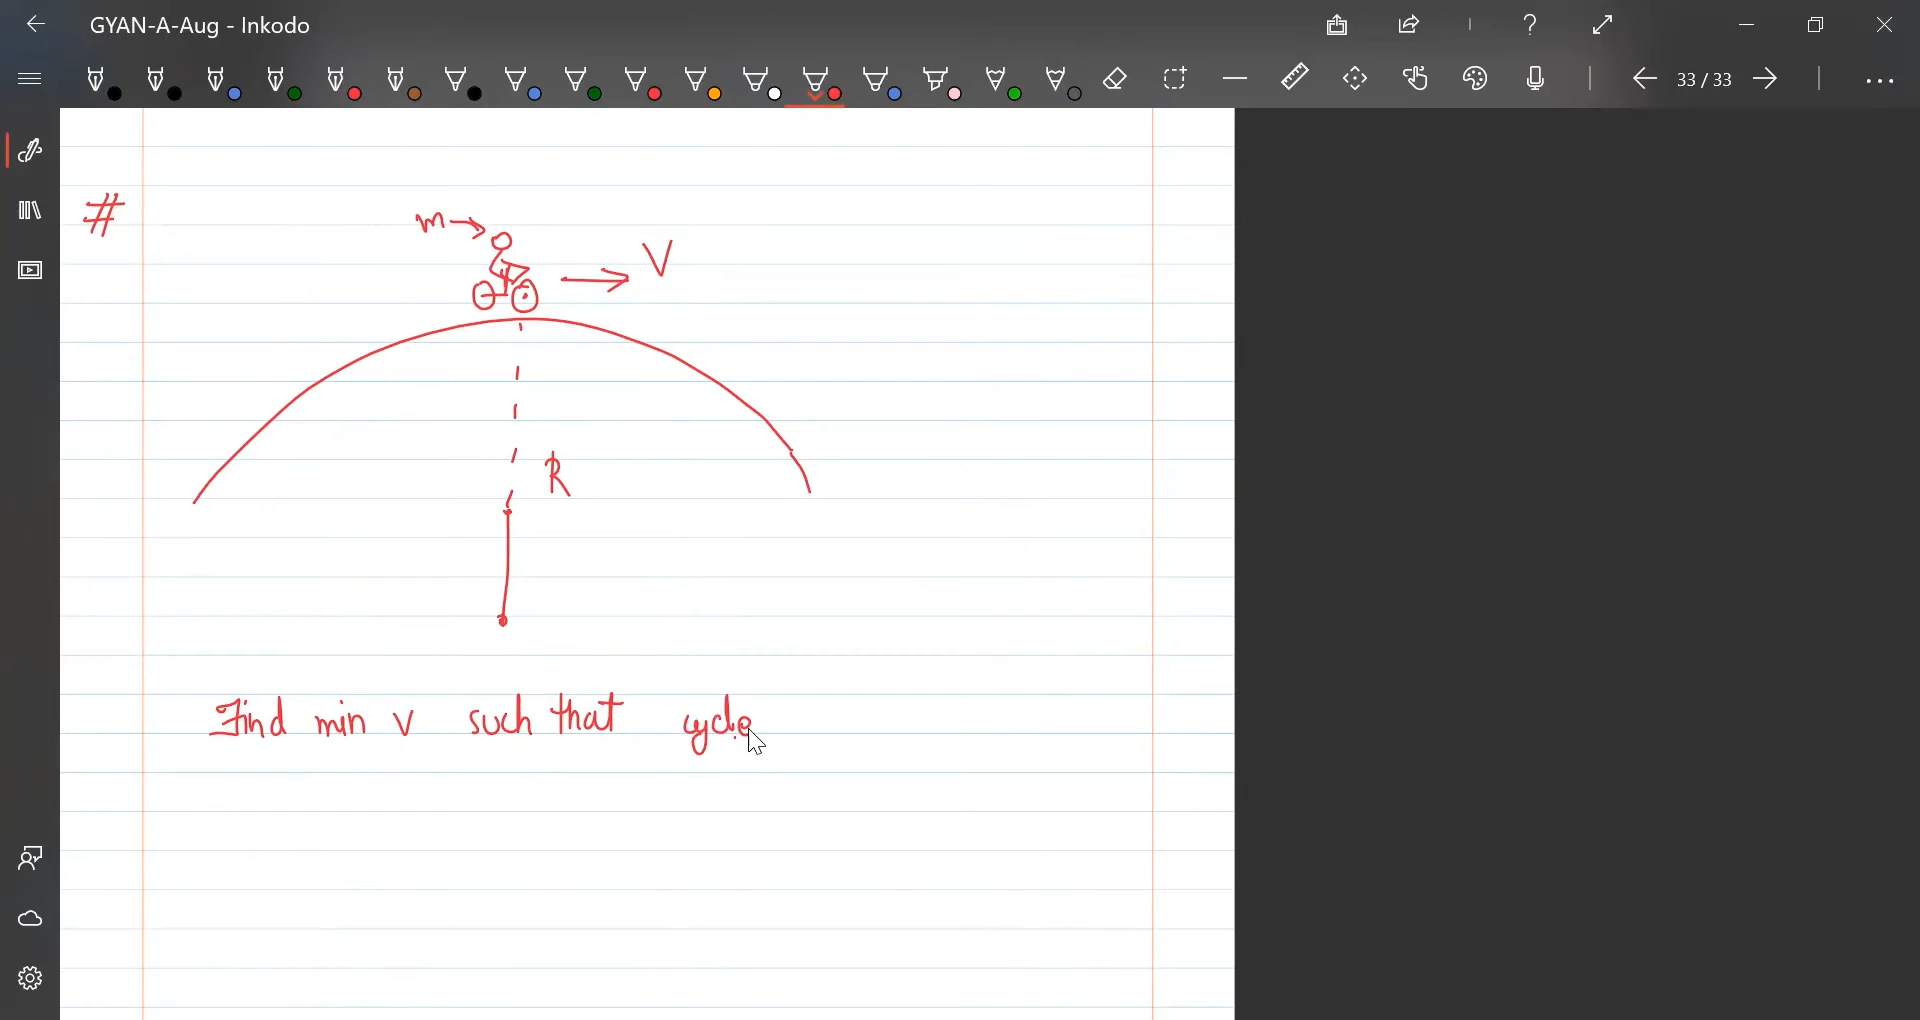 GYAN-A-Aug - Inkodo
33 / 33
#
m
V
R
Find min v such that cycle